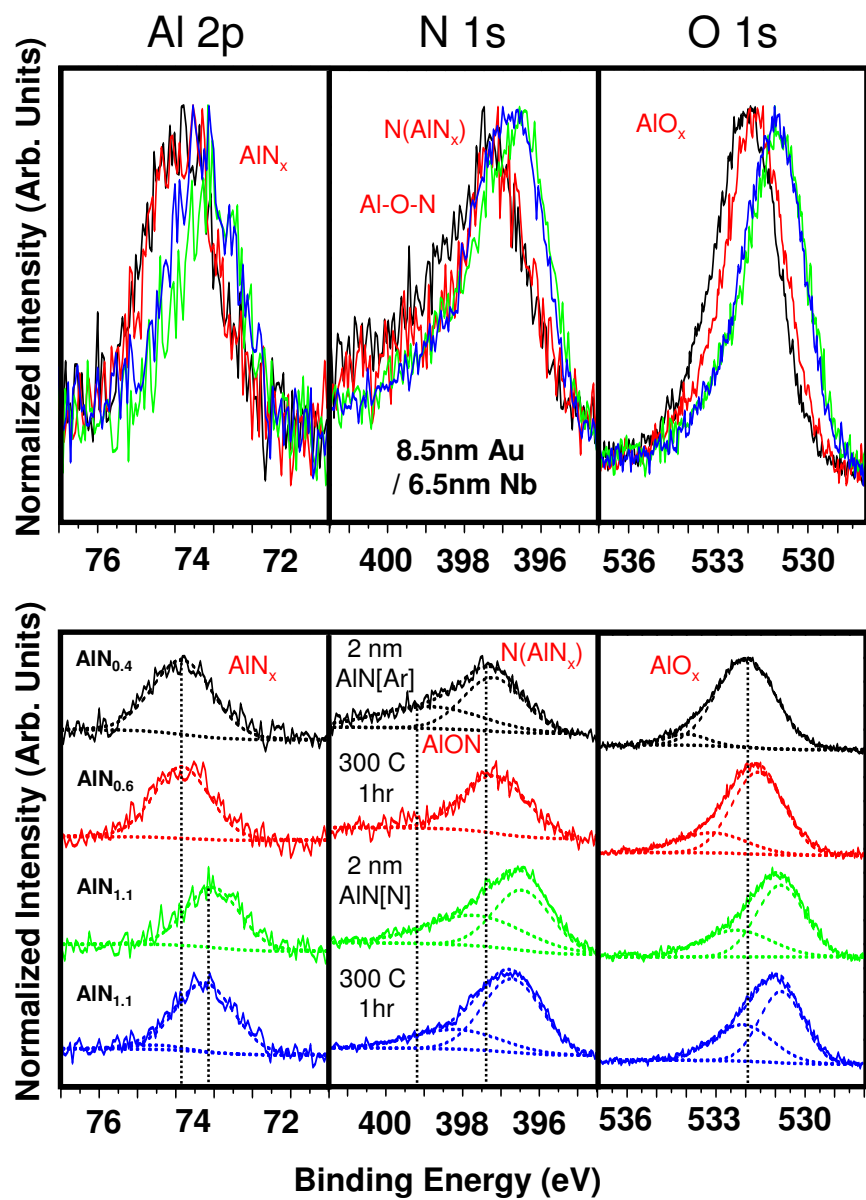 Al 2p
N 1s
O 1s
Normalized Intensity (Arb. Units)
AlNx
N(AlNx)
Al-O-N
8.5nm Au
/ 6.5nm Nb
AlOx
76 74 72
400 398 396
536 533 530
Normalized Intensity (Arb. Units)
AlN0.4
AlNx
AlN0.6
AlN1.1
AlN1.1
2 nm
AlN[Ar]
N(AlNx)
AlON
300 C
1hr
2 nm
AlN[N]
300 C
1hr
AlOx
76 74 72
400 398 396
536 533 530
Binding Energy (eV)